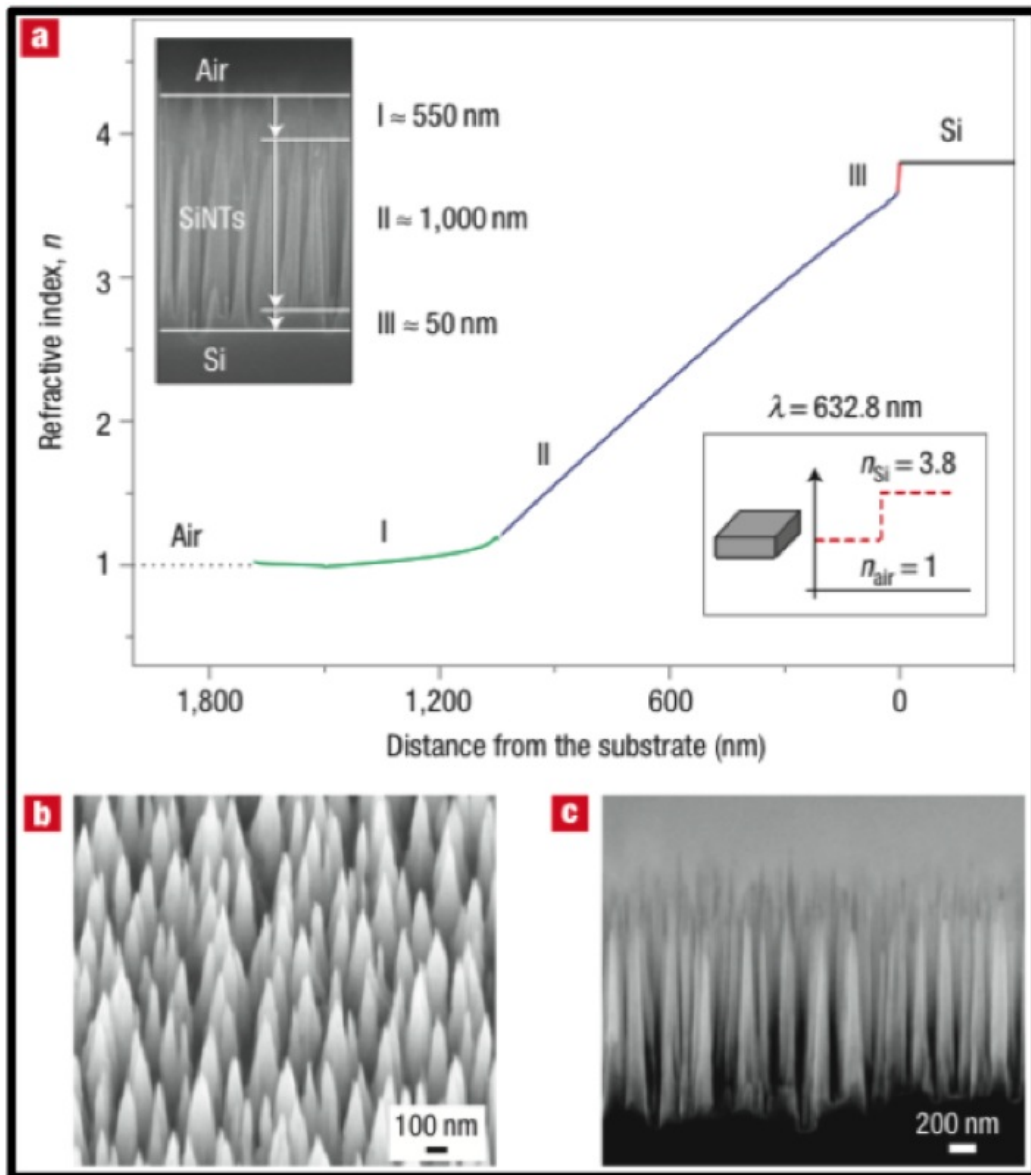 a
Air
I ≈ 550 nm
SiNTs
II ≈ 1,000 nm
III ≈ 50 nm
Si
Si
III
II
I
Air
λ = 632.8 nm
nSi = 3.8
nair = 1
4
3
2
1
Refractive index, n
1,800 1,200 600 0
Distance from the substrate (nm)
b
100 nm
c
200 nm